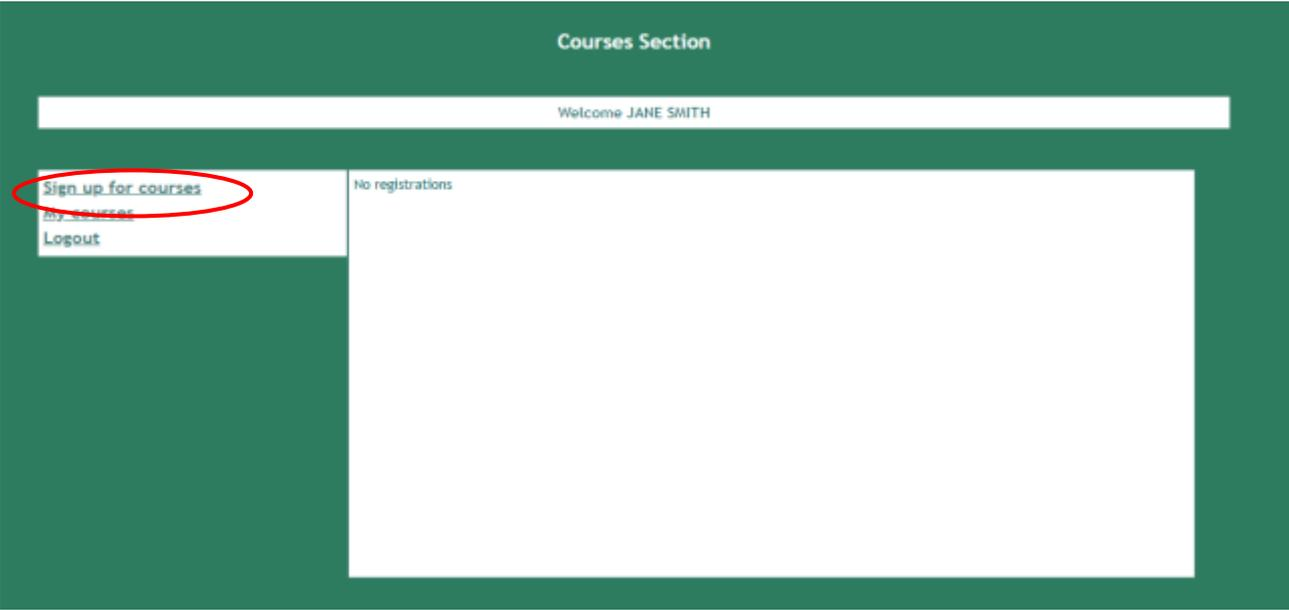 Courses Section
Welcome JANE SMITH
Sign up for courses
My courses
Logout
No registrations